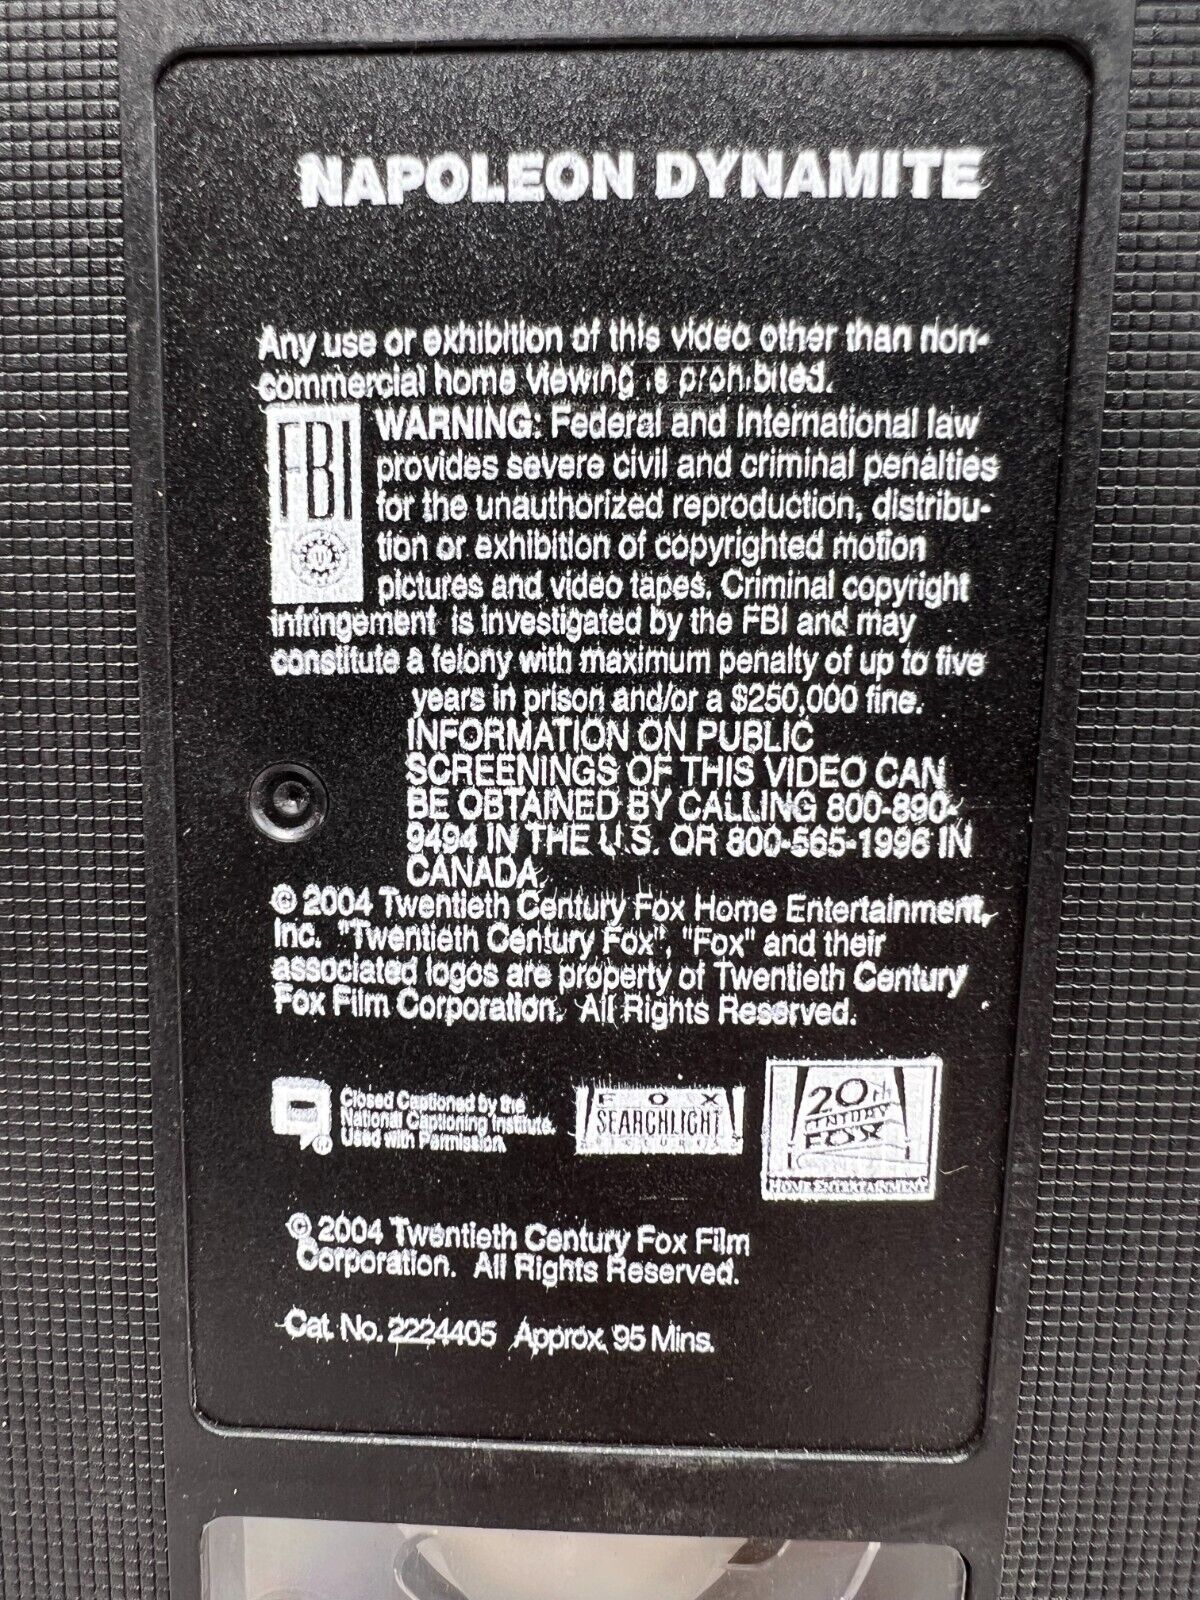 NAPOLEON DYNAMITE
Any use or exhibition of this video other than non-
commercial home viewing is prohibited.
FBI
WARNING: Federal and International law
provides severe civil and criminal penalties
for the unauthorized reproduction, distribu-
tion or exhibition of copyrighted motion
pictures and video tapes. Criminal copyright
infringement is investigated by the FBI and may
constitute a felony with maximum penalty of up to five
years in prison and/or a $250,000 fine.
INFORMATION ON PUBLIC
SCREENINGS OF THIS VIDEO CAN
BE OBTAINED BY CALLING 800-890-
9494 IN THE U.S. OR 800-565-1996 IN
CANADA.
© 2004 Twentieth Century Fox Home Entertainment,
Inc. "Twentieth Century Fox", "Fox" and their
associated logos are property of Twentieth Century
Fox Film Corporation. All Rights Reserved.
Closed Captioned by the
National Captioning Institute.
Used with Permission.
FOX
SEARCHLIGHT
PICTURES
20th
CENTURY
FOX
HOME ENTERTAINMENT
© 2004 Twentieth Century Fox Film
Corporation. All Rights Reserved.
Cat. No. 2224405 Approx. 95 Mins.